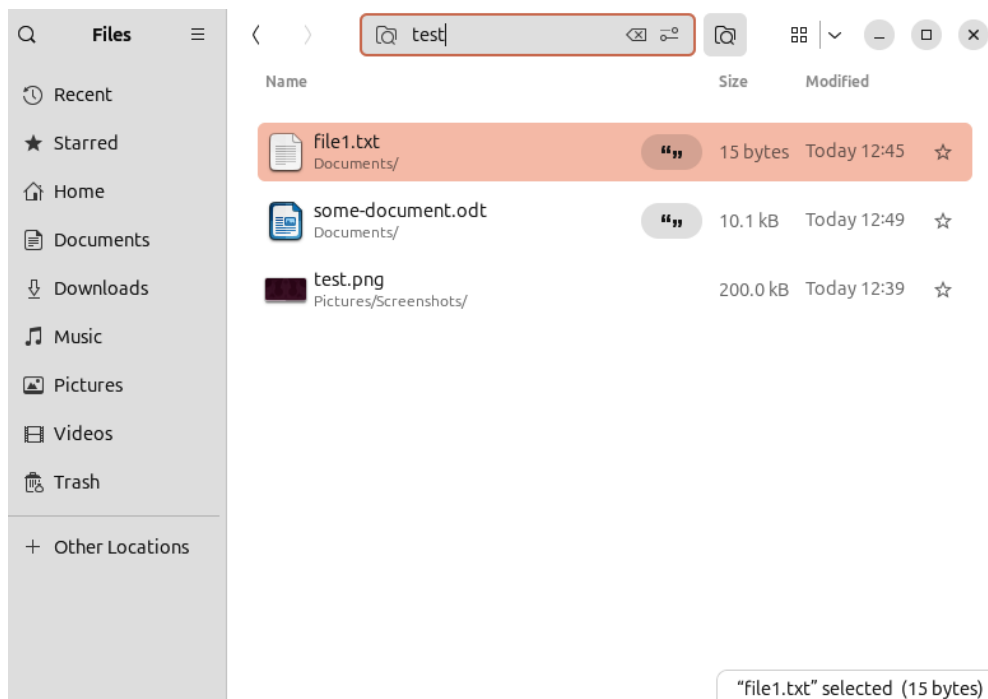 Files
test
Name Size Modified
Recent
Starred
Home
Documents
Downloads
Music
Pictures
Videos
Trash
Other Locations
file1.txt
Documents/
“„ 15 bytes Today 12:45
some-document.odt
Documents/
“„ 10.1 kB Today 12:49
test.png
Pictures/Screenshots/
200.0 kB Today 12:39
“file1.txt” selected (15 bytes)